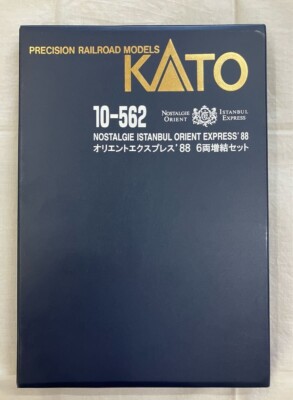 PRECISION RAILROAD MODELS
KATO
10-562
NOSTALGIE ISTANBUL
ORIENT EXPRESS
NOSTALGIE ISTANBUL ORIENT EXPRESS'88
オリエントエクスプレス'88 6両増結セット